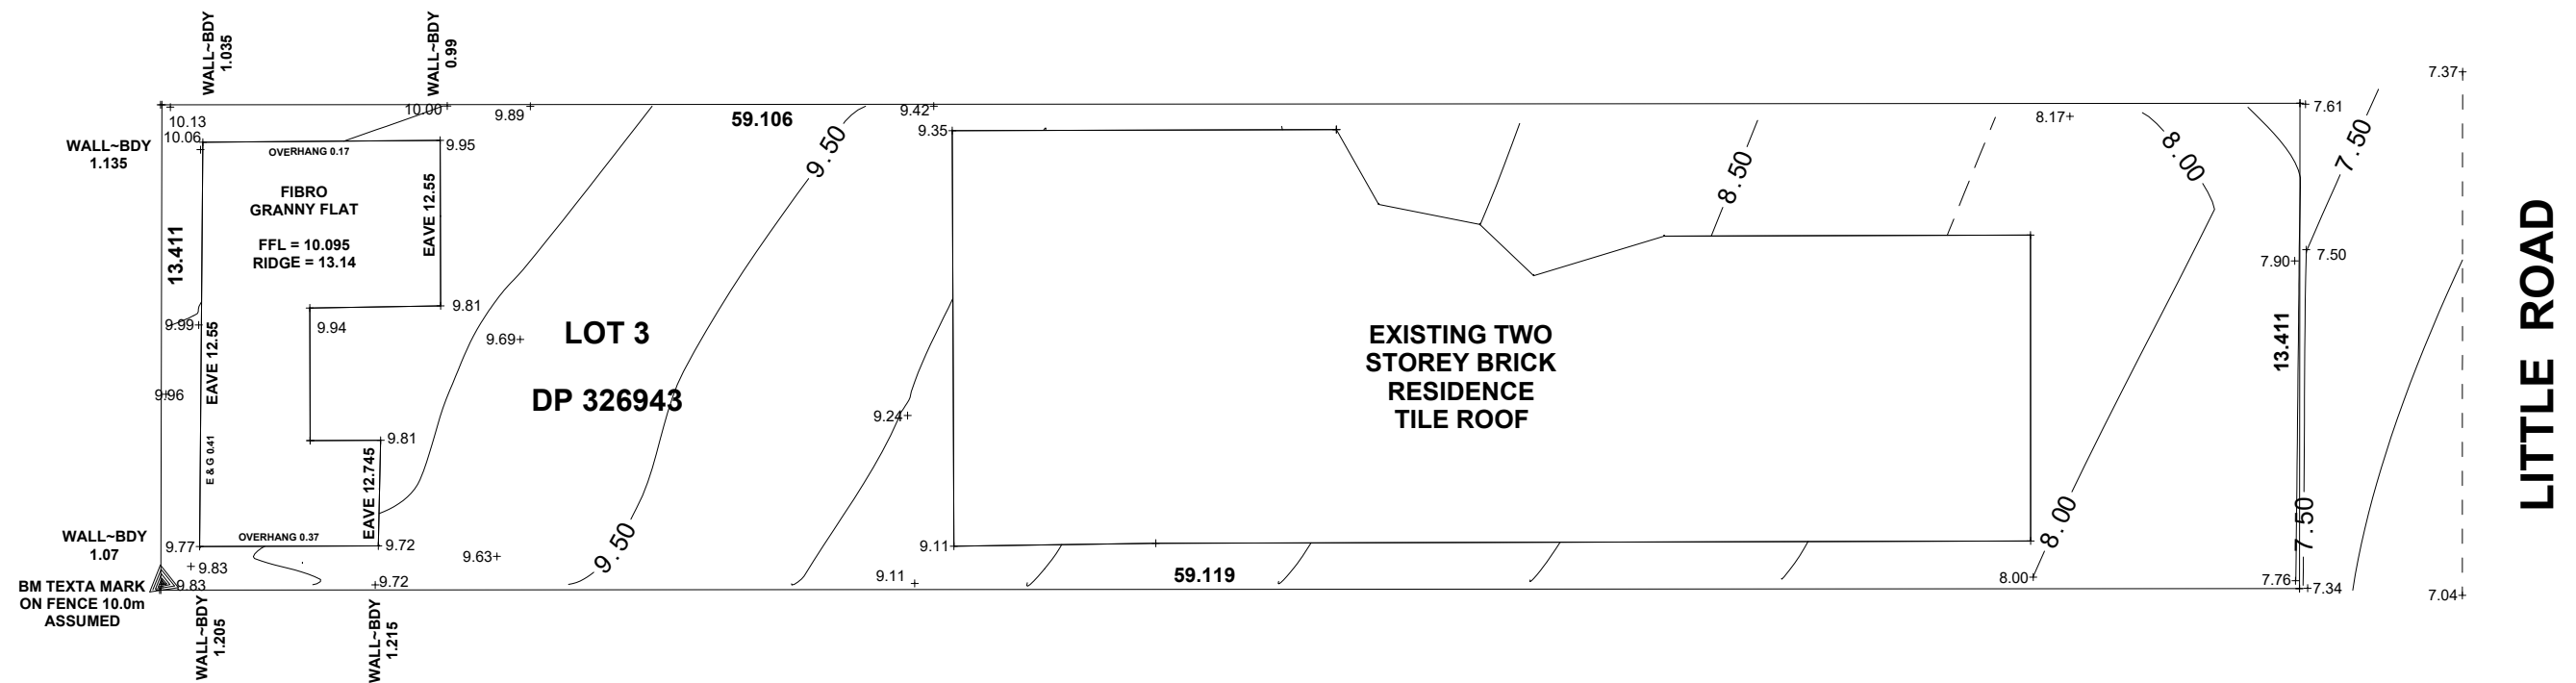 WALL~BDY
1.035
WALL~BDY
0.99
7.37
10.13
10.00
9.89
59.106
9.42
8.17
7.61
10.06
WALL~BDY
1.135
OVERHANG 0.17
9.95
9.35
9.50
8.50
8.00
7.50
FIBRO
GRANNY FLAT
FFL = 10.095
RIDGE = 13.14
EAVE 12.55
13.411
7.90
7.50
9.81
9.99
9.94
EAVE 12.55
9.69
LOT 3
DP 326943
EXISTING TWO
STOREY BRICK
RESIDENCE
TILE ROOF
13.411
LITTLE ROAD
9.96
9.24
9.81
E & G 0.41
EAVE 12.745
WALL~BDY
1.07
9.77
OVERHANG 0.37
9.72
9.63
9.50
9.11
8.00
7.50
9.83
9.83
9.72
9.11
59.119
8.00
7.76
7.34
7.04
BM TEXTA MARK
ON FENCE 10.0m
ASSUMED
WALL~BDY
1.205
WALL~BDY
1.215